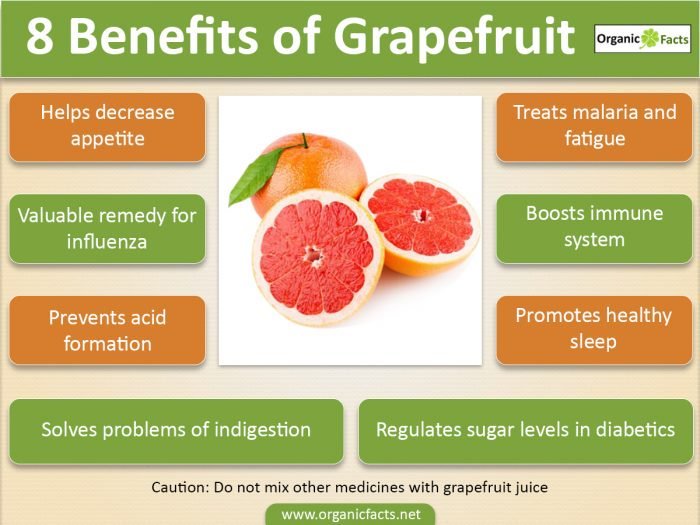 8 Benefits of Grapefruit
Organic Facts
Helps decrease
appetite
Treats malaria and
fatigue
Valuable remedy for
influenza
Boosts immune
system
Prevents acid
formation
Promotes healthy
sleep
Solves problems of indigestion
Regulates sugar levels in diabetics
Caution: Do not mix other medicines with grapefruit juice
www.organicfacts.net